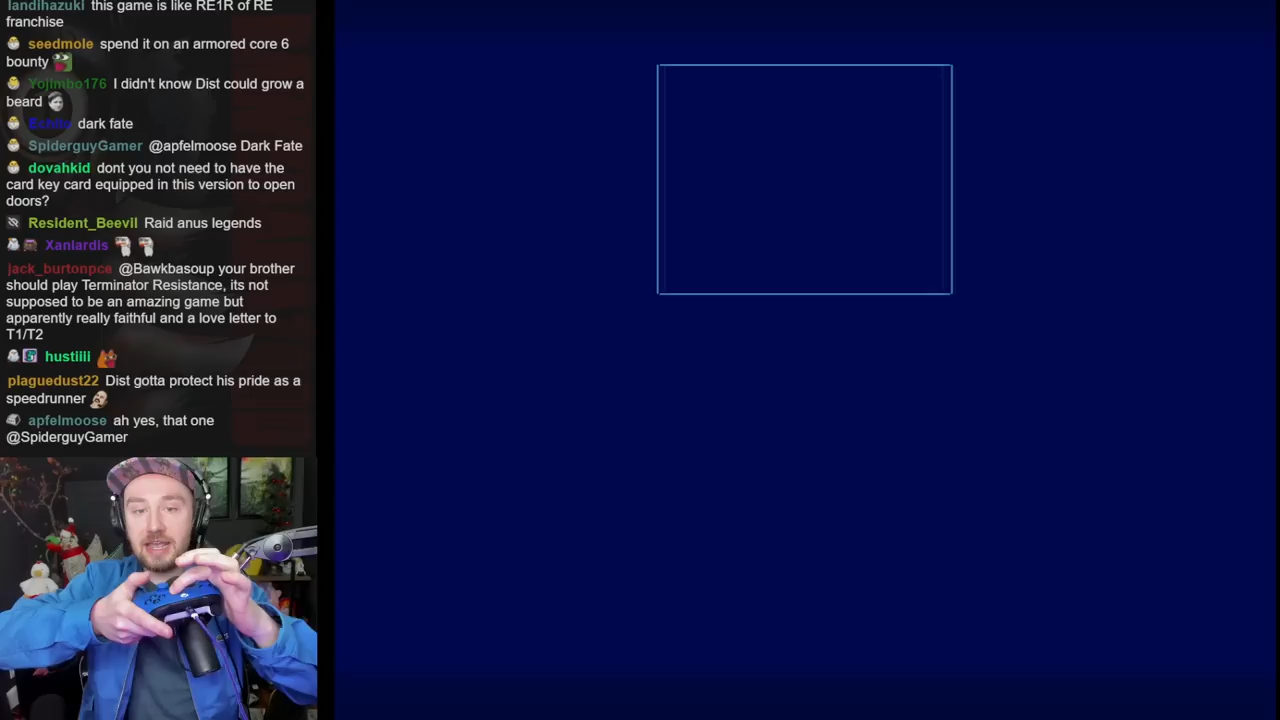 landihazuki this game is like RE1R of RE
franchise
seedmole spend it on an armored core 6
bounty
Yojimbo176 I didn't know Dist could grow a
beard
dark fate
SpiderguyGamer @apfelmoose Dark Fate
dovahkid dont you not need to have the
card key card equipped in this version to open
doors?
Resident_Beevil Raid anus legends
Xanlardis
jack_burtonpce @Bawkbasoup your brother
should play Terminator Resistance, its not
supposed to be an amazing game but
apparently really faithful and a love letter to
T1/T2
hustiiii
plaguedust22 Dist gotta protect his pride as a
speedrunner
apfelmoose ah yes, that one
@SpiderguyGamer